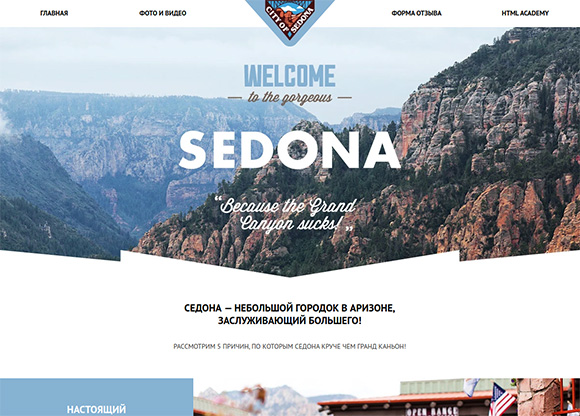 ГЛАВНАЯ
ФОТО И ВИДЕО
CITY OF SEDONA
ФОРМА ОТЗЫВА
HTML ACADEMY
WELCOME
to the gorgeous
SEDONA
“Because the Grand
Canyon sucks!„
СЕДОНА — НЕБОЛЬШОЙ ГОРОДОК В АРИЗОНЕ,
ЗАСЛУЖИВАЮЩИЙ БОЛЬШЕГО!
РАССМОТРИМ 5 ПРИЧИН, ПО КОТОРЫМ СЕДОНА КРУЧЕ ЧЕМ ГРАНД КАНЬОН!
НАСТОЯЩИЙ
OPEN RANGE